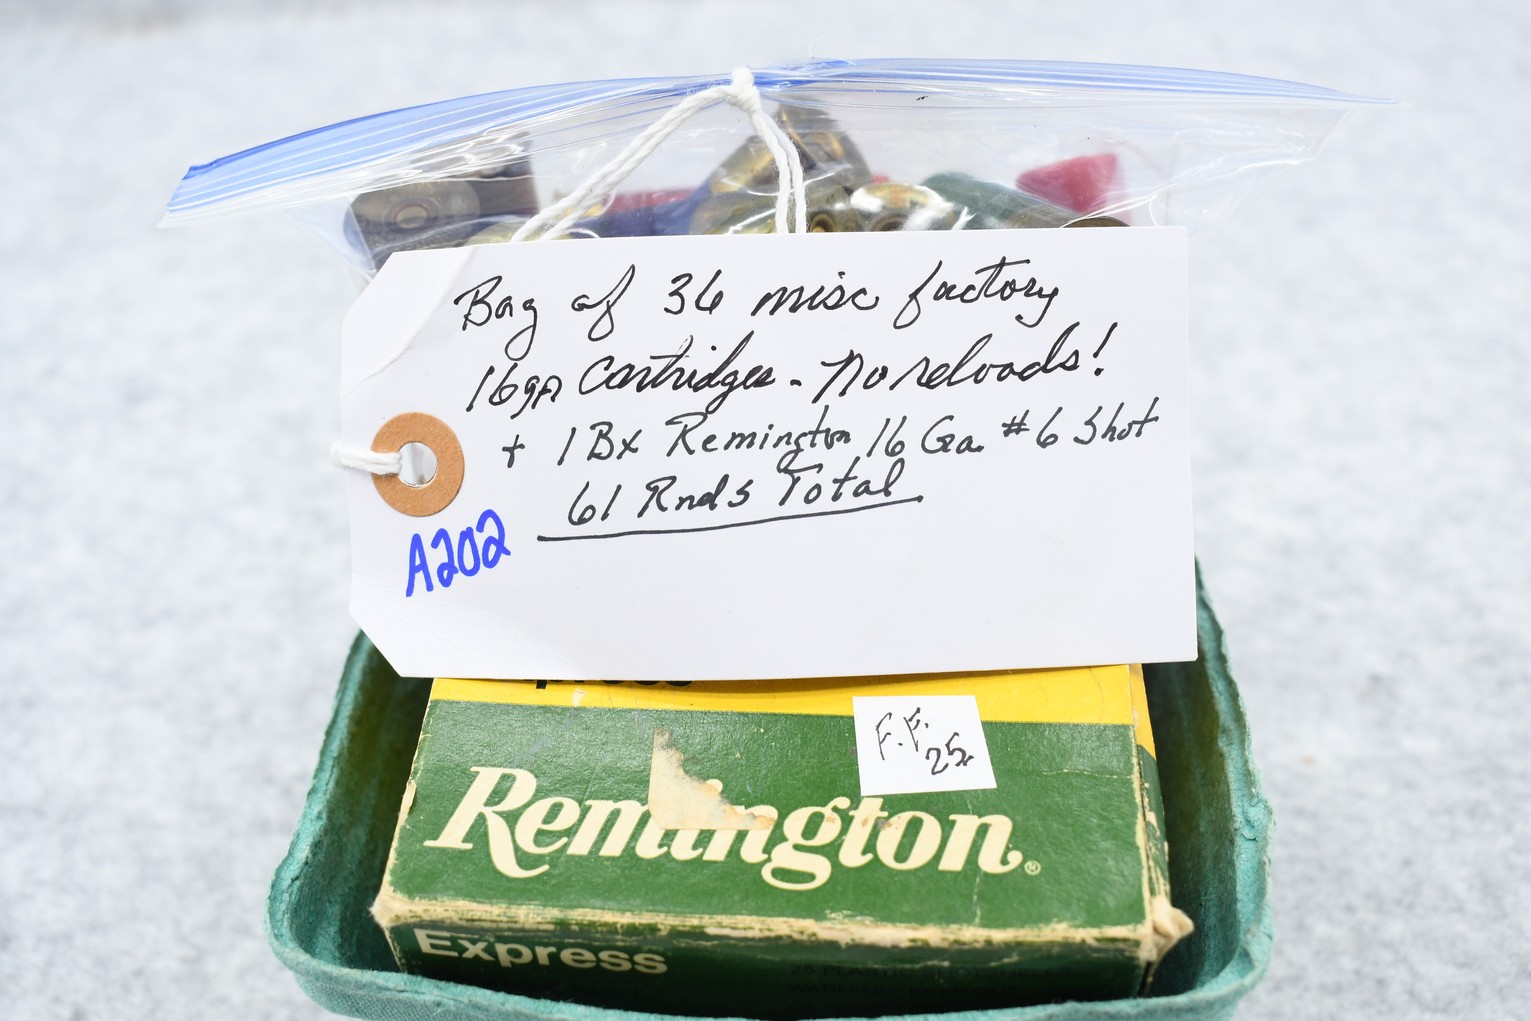 Bag of 36 misc factory
16ga Cartridges - No reloads!
+ 1 Bx Remington 16 Ga. #6 Shot
61 Rnds Total
A202
F.F.
25
Remington®
Express